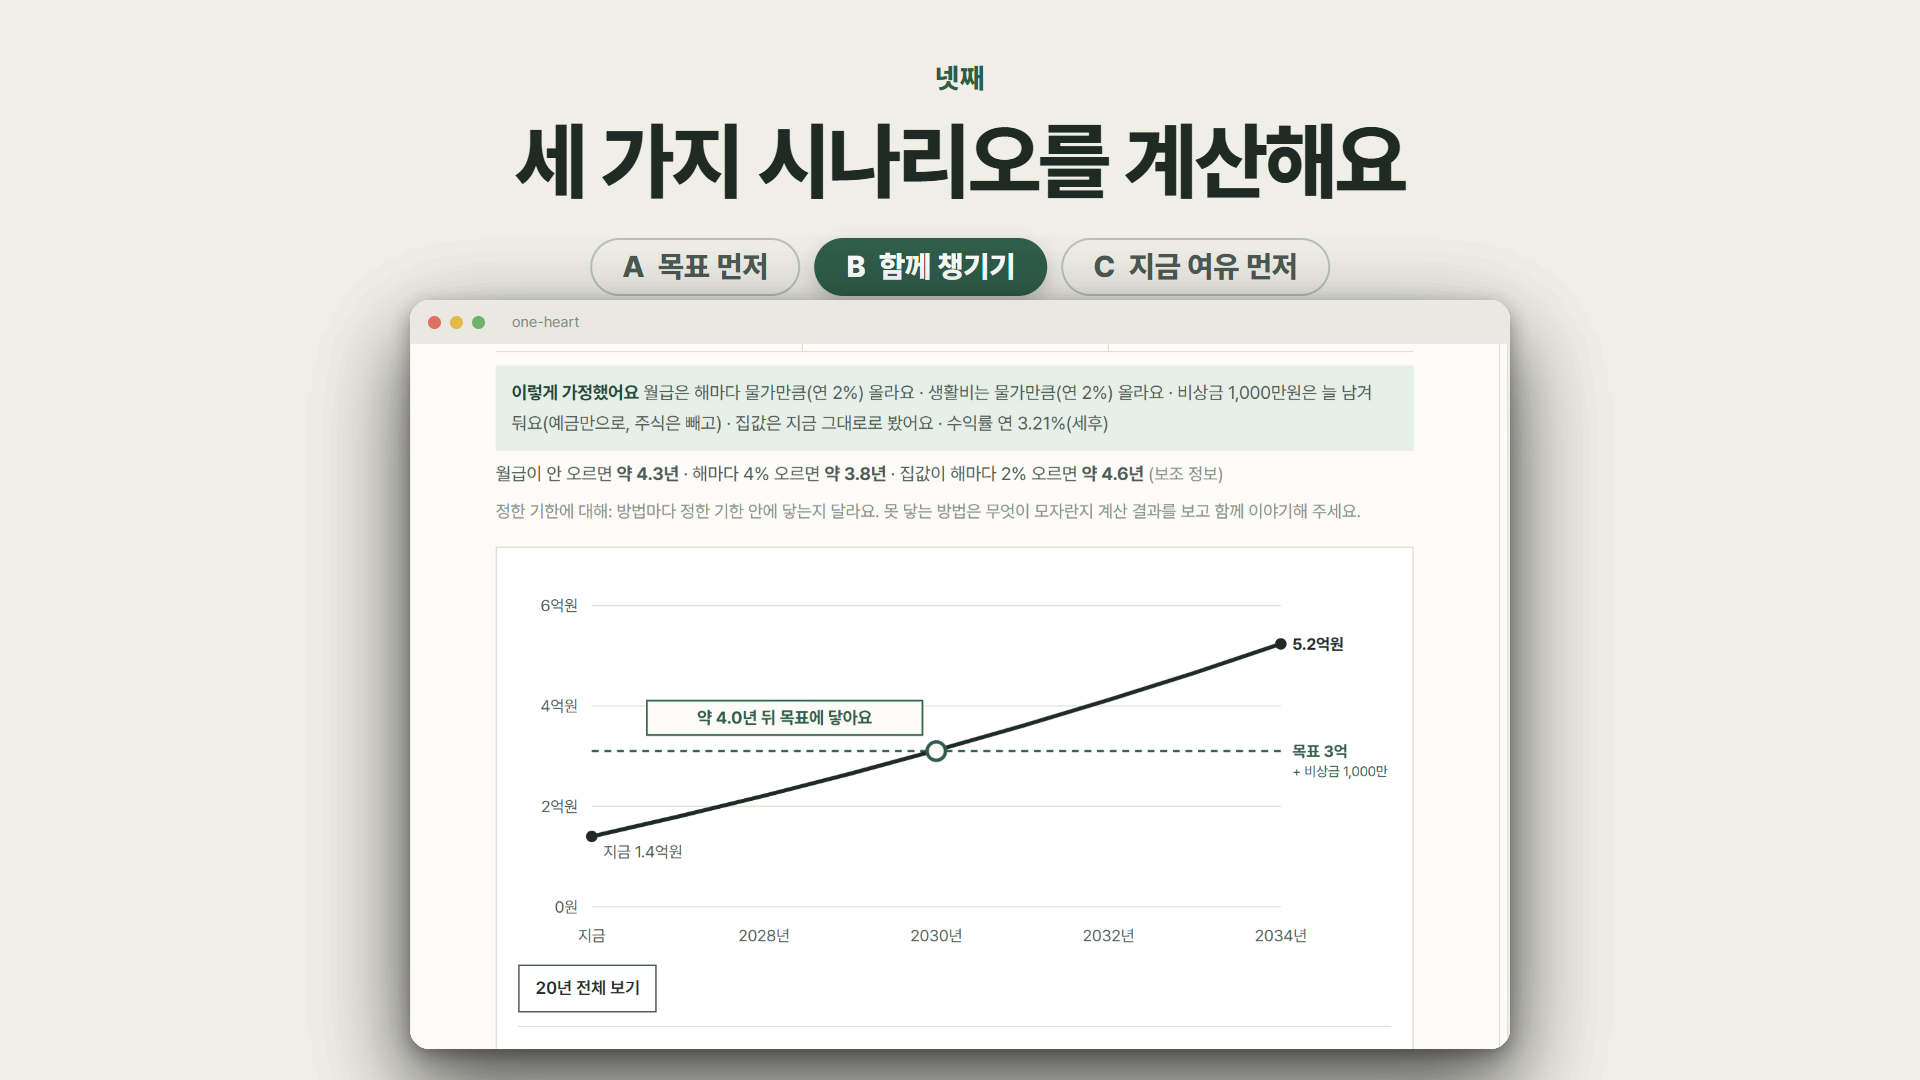 넷째
세 가지 시나리오를 계산해요
A 목표 먼저
B 함께 챙기기
C 지금 여유 먼저
one-heart
이렇게 가정했어요 월급은 해마다 물가만큼(연 2%) 올라요 · 생활비는 물가만큼(연 2%) 올라요 · 비상금 1,000만원은 늘 남겨
둬요(예금만으로, 주식은 빼고) · 집값은 지금 그대로로 봤어요 · 수익률 연 3.21%(세후)
월급이 안 오르면 약 4.3년 · 해마다 4% 오르면 약 3.8년 · 집값이 해마다 2% 오르면 약 4.6년 (보조 정보)
정한 기한에 대해: 방법마다 정한 기한 안에 닿는지 달라요. 못 닿는 방법은 무엇이 모자란지 계산 결과를 보고 함께 이야기해 주세요.
6억원
5.2억원
4억원
약 4.0년 뒤 목표에 닿아요
목표 3억
+ 비상금 1,000만
2억원
지금 1.4억원
0원
지금
2028년
2030년
2032년
2034년
20년 전체 보기